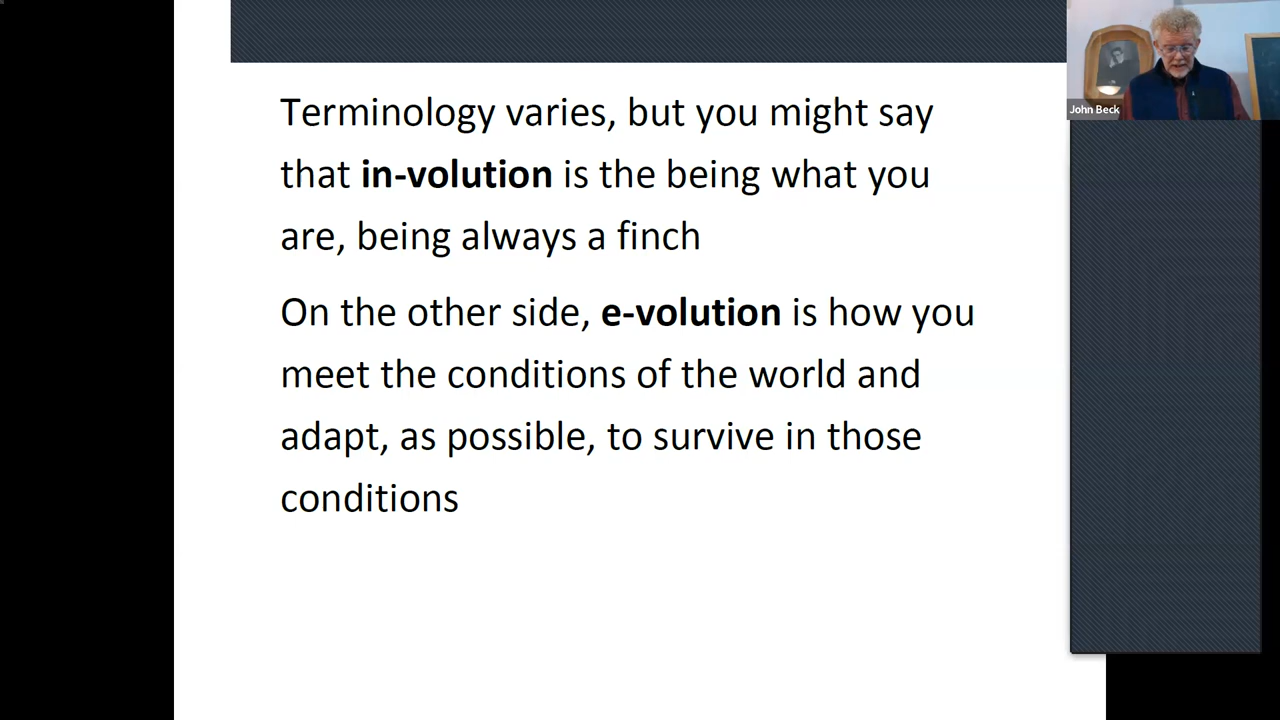 Terminology varies, but you might say
that in-volution is the being what you
are, being always a finch
On the other side, e-volution is how you
meet the conditions of the world and
adapt, as possible, to survive in those
conditions
John Beck